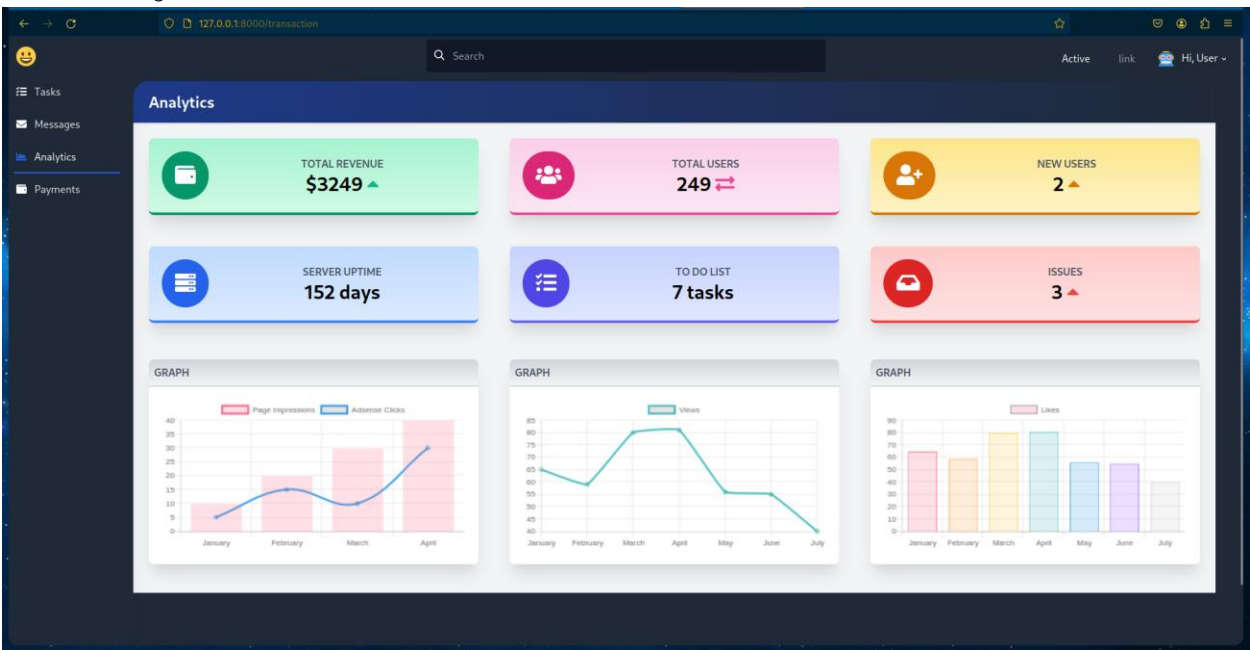 127.0.0.1:8000/transaction
Search
Active link Hi, User
Tasks
Messages
Analytics
Payments
Analytics
TOTAL REVENUE
$3249
TOTAL USERS
249
NEW USERS
2
SERVER UPTIME
152 days
TO DO LIST
7 tasks
ISSUES
3
GRAPH
Page Impressions Adsense Clicks
40
35
30
25
20
15
10
5
0
January February March April
GRAPH
Views
85
80
75
70
65
60
55
50
45
40
January February March April May June July
GRAPH
Likes
90
80
70
60
50
40
30
20
10
0
January February March April May June July